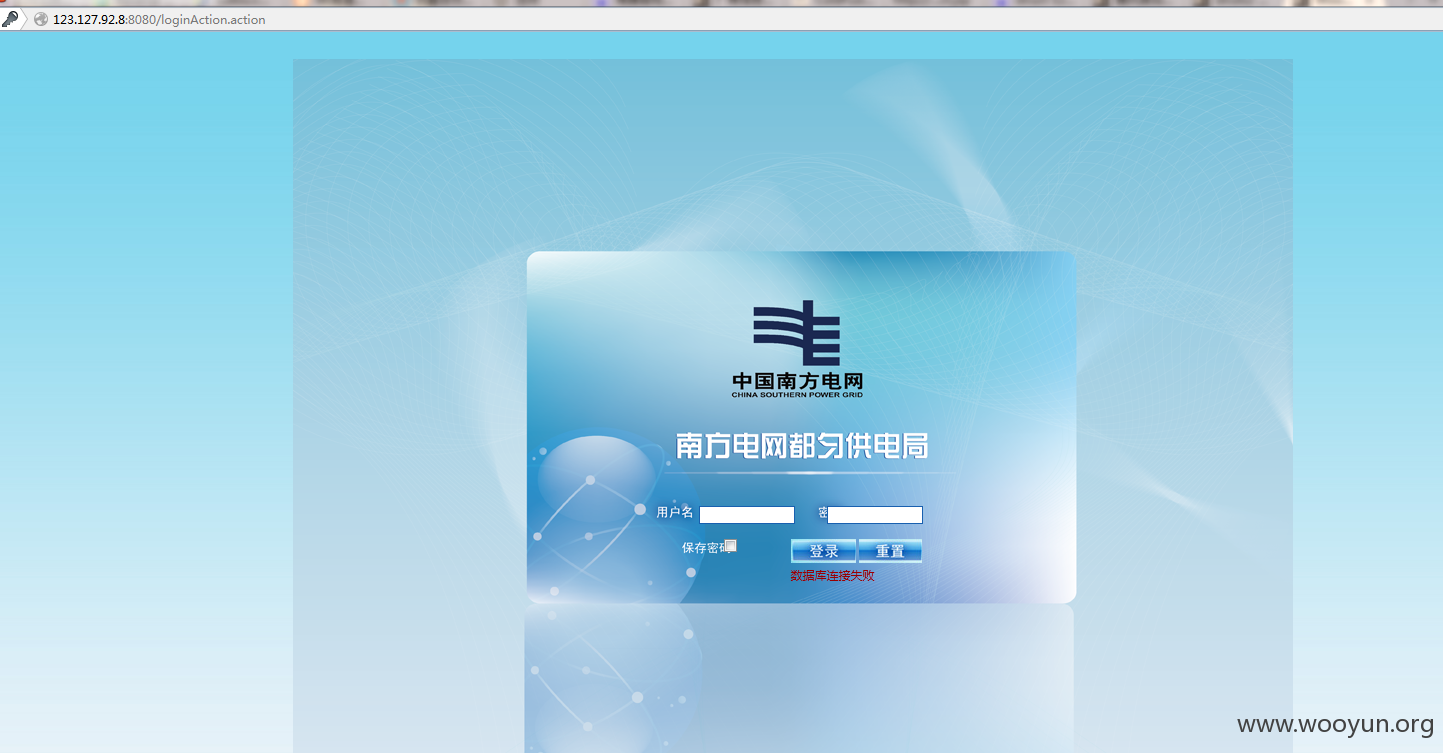 123.127.92.8:8080/loginAction.action
中国南方电网
CHINA SOUTHERN POWER GRID
南方电网都匀供电局
用户名 密
保存密码
登录 重置
数据库连接失败
www.wooyun.org